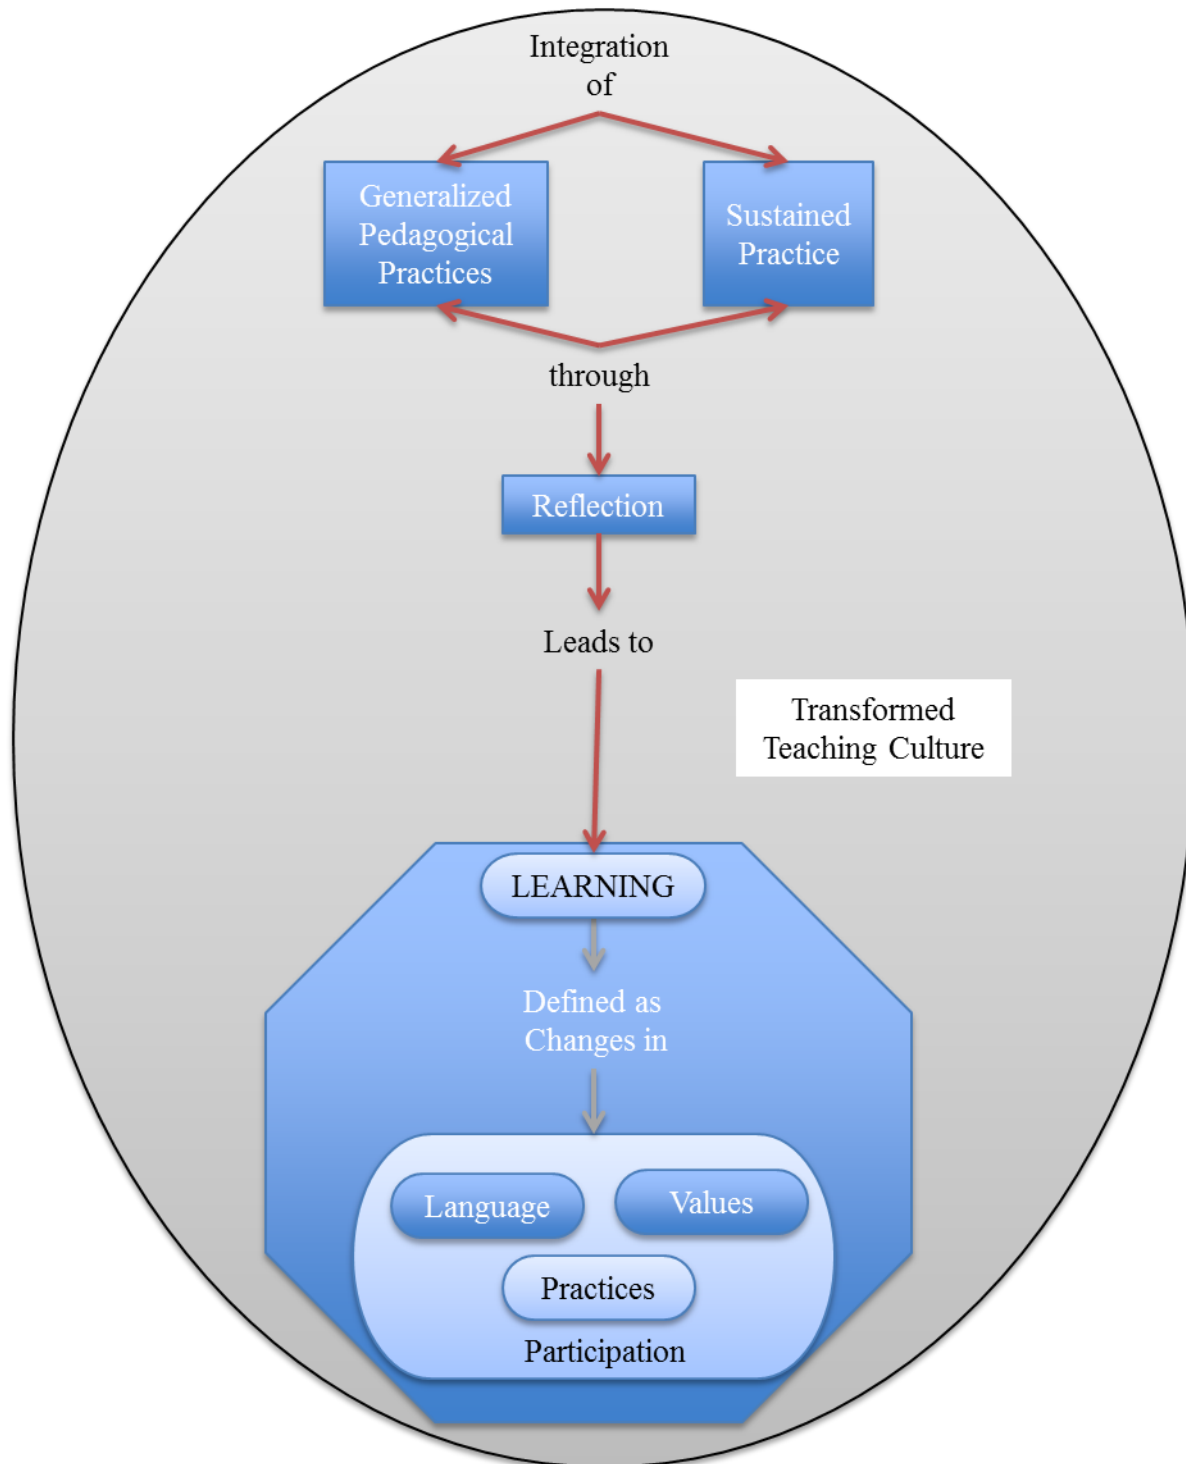 Integration
of
Generalized
Pedagogical
Practices
Sustained
Practice
through
Reflection
Leads to
Transformed
Teaching Culture
LEARNING
Defined as
Changes in
Language
Values
Practices
Participation